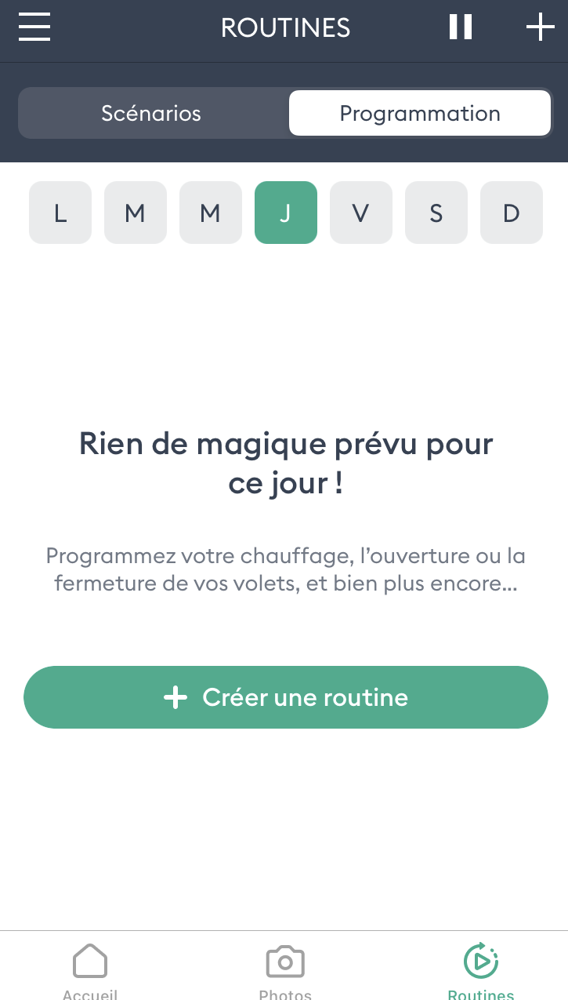 ROUTINES
Scénarios Programmation
L M M J V S D
Rien de magique prévu pour
ce jour !
Programmez votre chauffage, l’ouverture ou la
fermeture de vos volets, et bien plus encore...
Créer une routine
Accueil Photos Routines